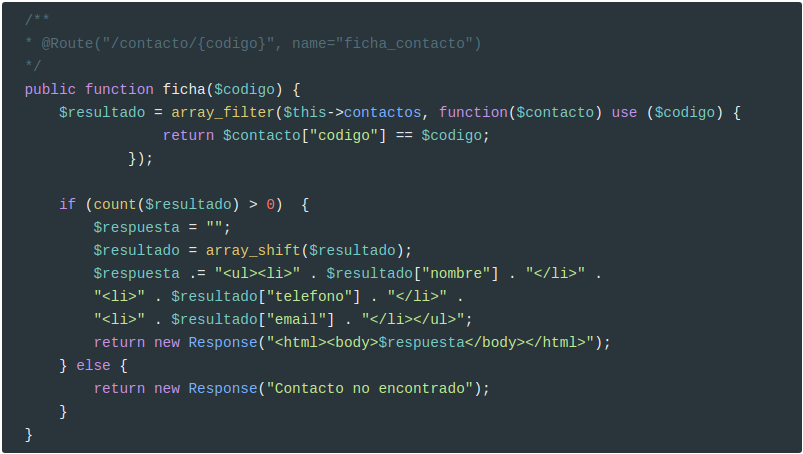 /**
* @Route("/contacto/{codigo}", name="ficha_contacto")
*/
public function ficha($codigo) {
    $resultado = array_filter($this->contactos, function($contacto) use ($codigo) {
                return $contacto["codigo"] == $codigo;
            });

    if (count($resultado) > 0)  {
        $respuesta = "";
        $resultado = array_shift($resultado);
        $respuesta .= "<ul><li>" . $resultado["nombre"] . "</li>" .
        "<li>" . $resultado["telefono"] . "</li>" .
        "<li>" . $resultado["email"] . "</li></ul>";
        return new Response("<html><body>$respuesta</body></html>");
    } else {
        return new Response("Contacto no encontrado");
    }
}